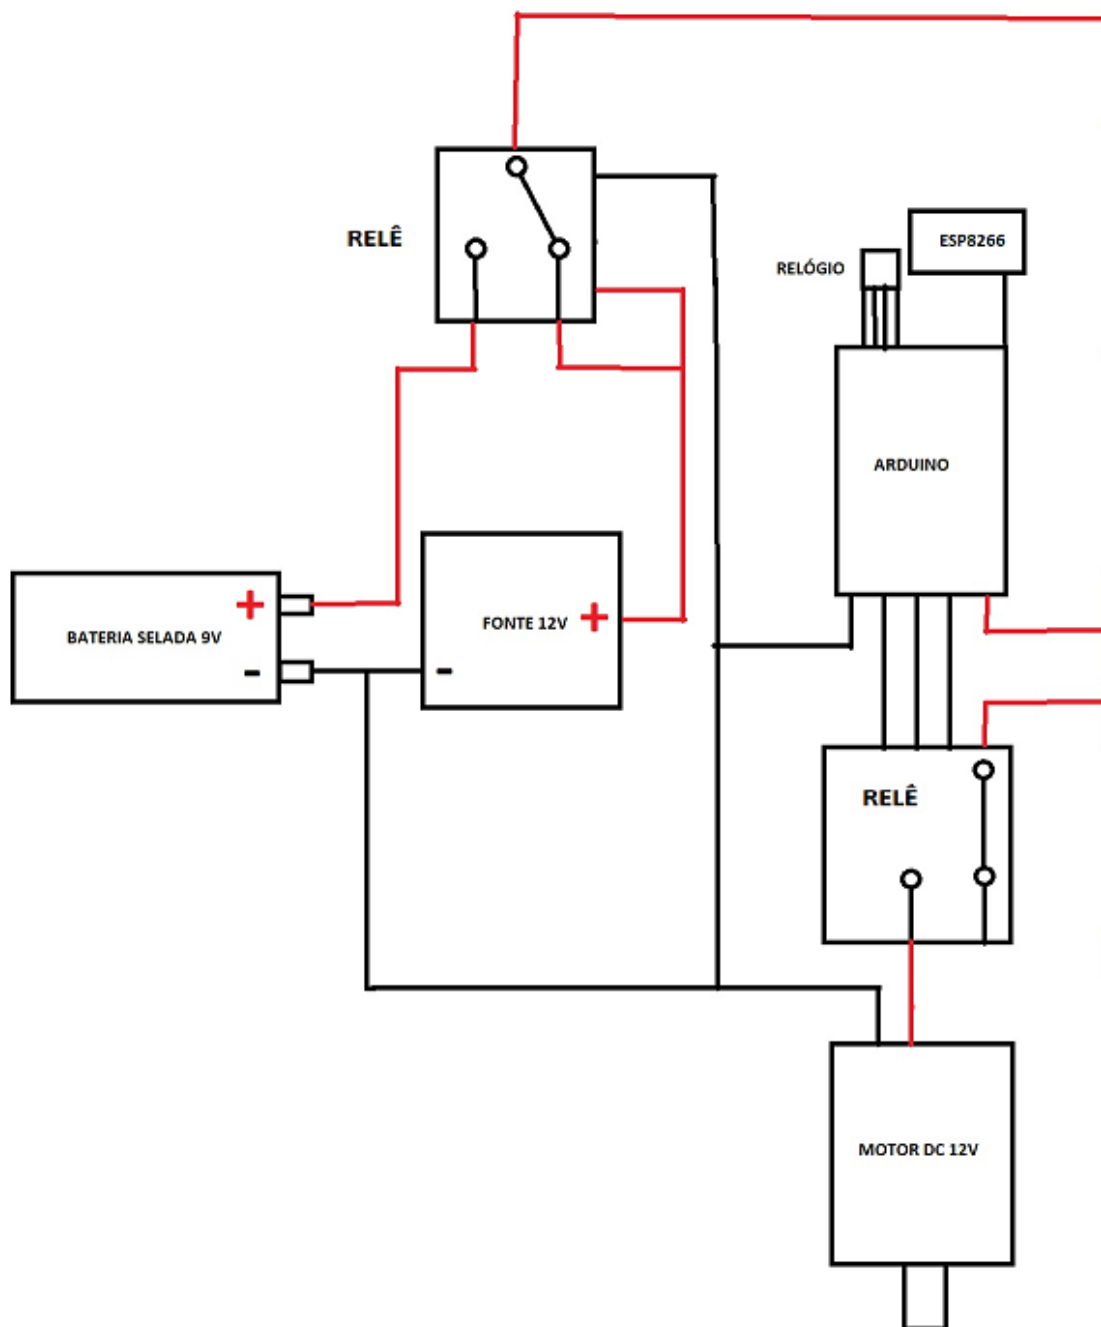 RELÊ
ESP8266
RELÓGIO
ARDUINO
+
BATERIA SELADA 9V
-
FONTE 12V
+
-
RELÊ
MOTOR DC 12V